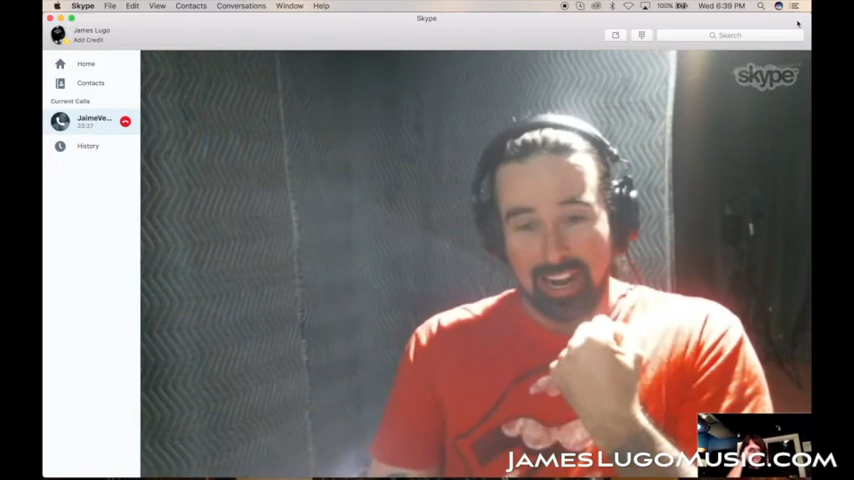 Skype File Edit View Contacts Conversations Window Help 100% Wed 6:39 PM
Skype
James Lugo
Add Credit
Search
Home
Contacts
Current Calls
JaimeVe...
23:27
History
skype
JamesLugoMusic.com